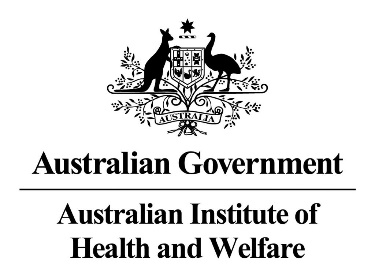 AUSTRALIA
Australian Government
Australian Institute of
Health and Welfare